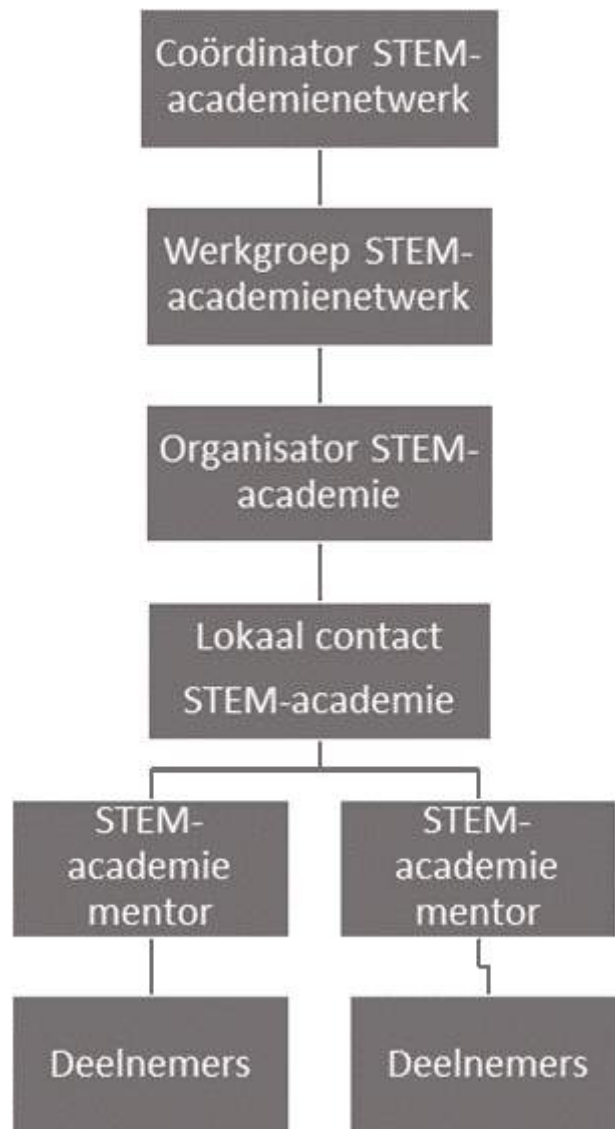 Coördinator STEM-
academienetwerk
Werkgroep STEM-
academienetwerk
Organisator STEM-
academie
Lokaal contact
STEM-academie
STEM-
academie
mentor
STEM-
academie
mentor
Deelnemers
Deelnemers